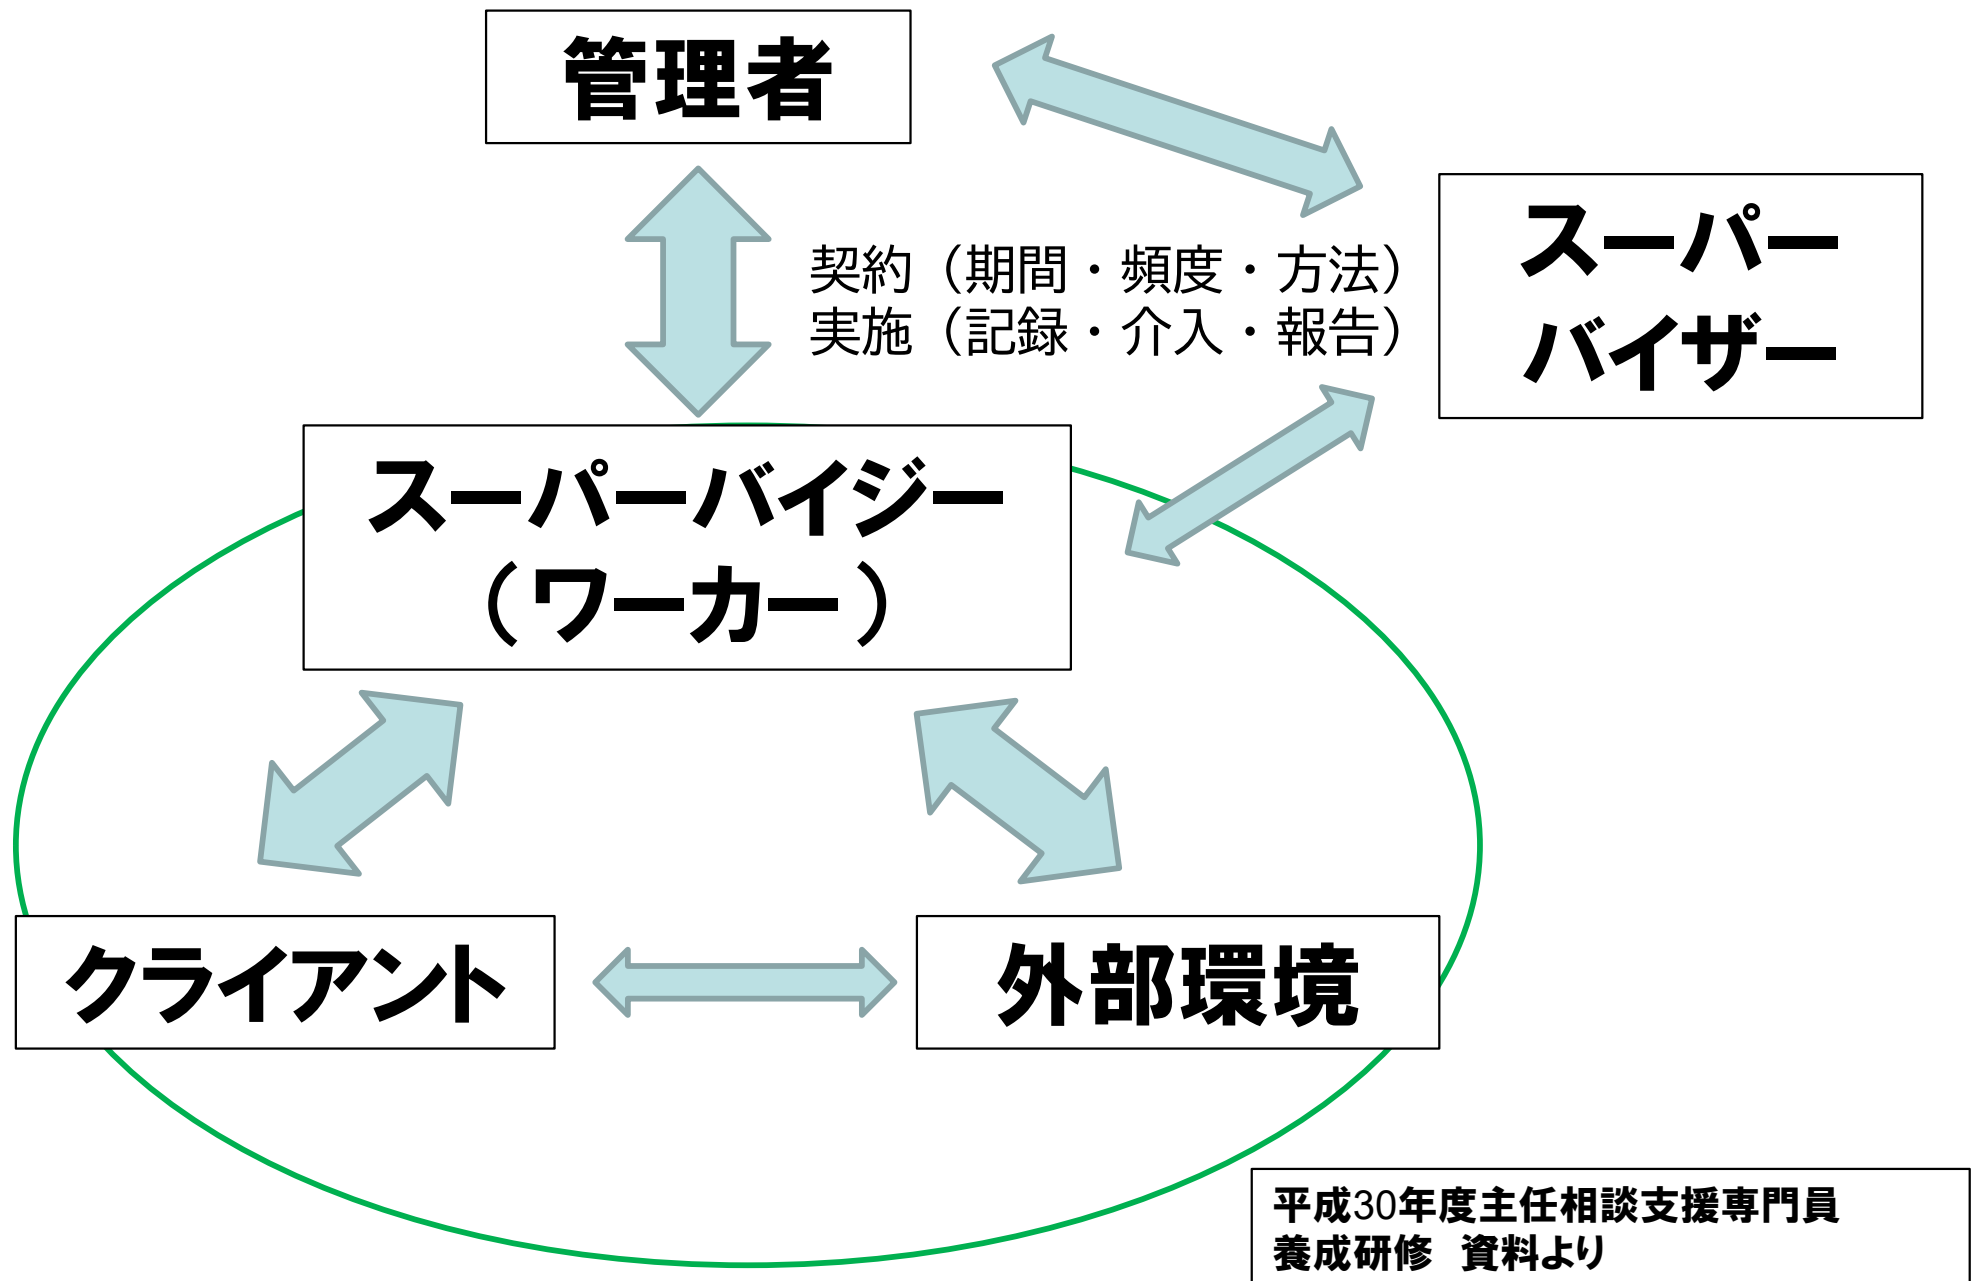 管理者
スーパー
バイザー
契約（期間・頻度・方法）
実施（記録・介入・報告）
スーパーバイジー
（ワーカー）
クライアント
外部環境
平成30年度主任相談支援専門員
養成研修　資料より